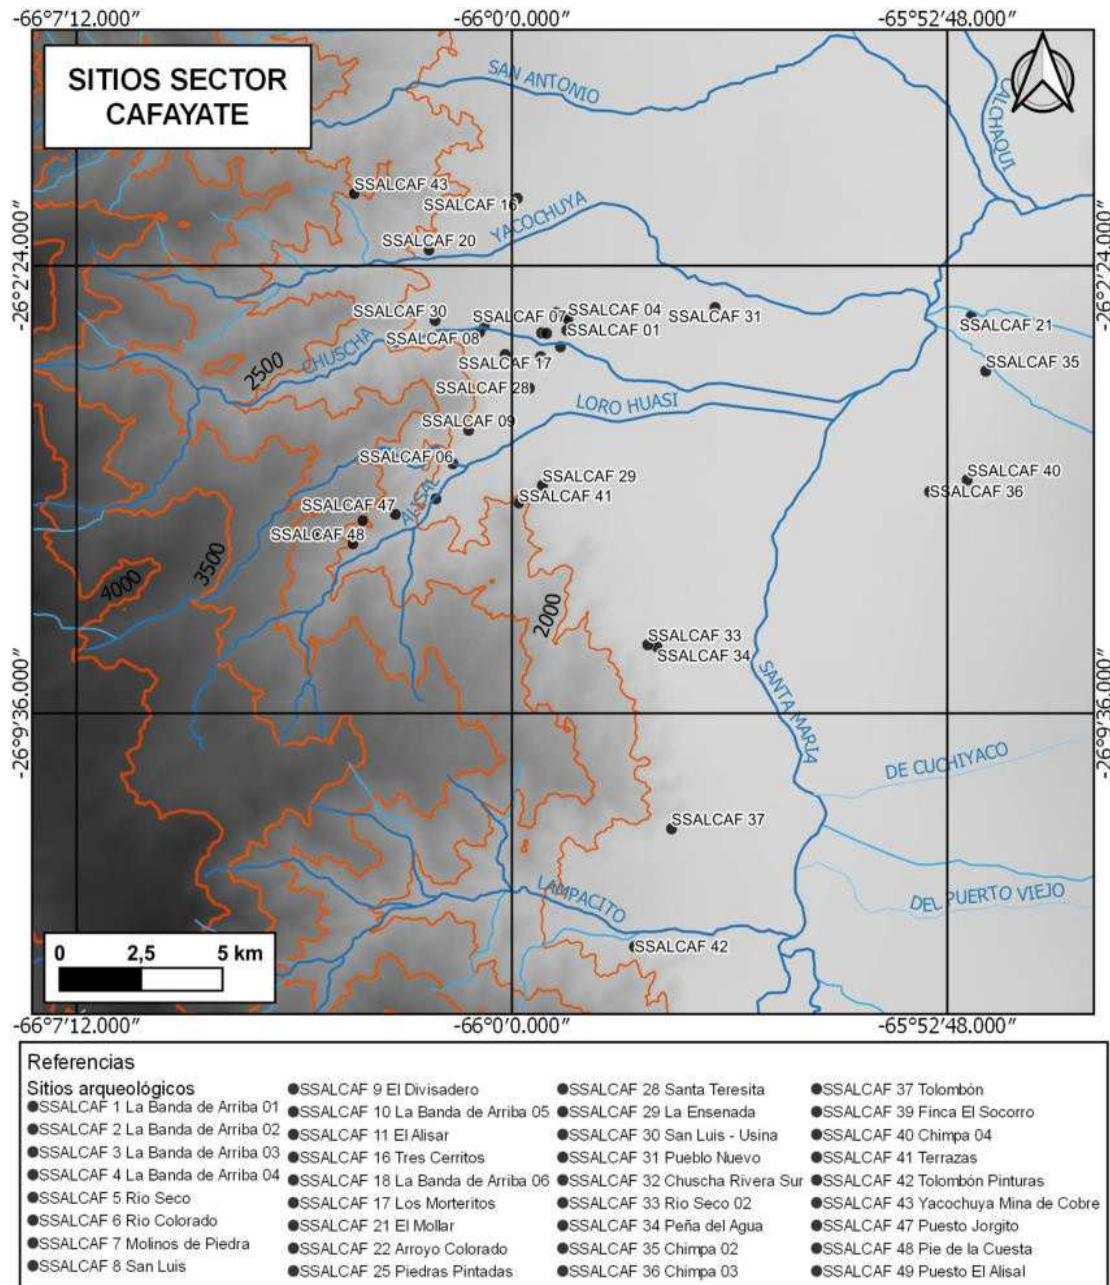 -66°7'12.000″
-66°0'0.000″
-65°52'48.000″
SITIOS SECTOR
CAFAYATE
SAN ANTONIO
CALCHAQUI
SSALCAF 43
SSALCAF 16
YACOCHUYA
SSALCAF 20
-26°2'24.000″
-26°2'24.000″
SSALCAF 30
SSALCAF 07
SSALCAF 04
SSALCAF 31
SSALCAF 21
SSALCAF 08
SSALCAF 01
CHUSCHA
2500
SSALCAF 17
SSALCAF 35
SSALCAF 28
LORO HUASI
SSALCAF 09
SSALCAF 06
SSALCAF 29
SSALCAF 40
SSALCAF 41
SSALCAF 36
SSALCAF 47
SSALCAF 48
3500
4000
2000
SSALCAF 33
SSALCAF 34
SANTA MARIA
-26°9'36.000″
-26°9'36.000″
DE CUCHIYACO
SSALCAF 37
LAMPACITO
DEL PUERTO VIEJO
SSALCAF 42
0 2,5 5 km
-66°7'12.000″
-66°0'0.000″
-65°52'48.000″
Referencias
Sitios arqueológicos
SSALCAF 1 La Banda de Arriba 01
SSALCAF 2 La Banda de Arriba 02
SSALCAF 3 La Banda de Arriba 03
SSALCAF 4 La Banda de Arriba 04
SSALCAF 5 Rio Seco
SSALCAF 6 Rio Colorado
SSALCAF 7 Molinos de Piedra
SSALCAF 8 San Luis
SSALCAF 9 El Divisadero
SSALCAF 10 La Banda de Arriba 05
SSALCAF 11 El Alisar
SSALCAF 16 Tres Cerritos
SSALCAF 18 La Banda de Arriba 06
SSALCAF 17 Los Morteritos
SSALCAF 21 El Mollar
SSALCAF 22 Arroyo Colorado
SSALCAF 25 Piedras Pintadas
SSALCAF 28 Santa Teresita
SSALCAF 29 La Ensenada
SSALCAF 30 San Luis - Usina
SSALCAF 31 Pueblo Nuevo
SSALCAF 32 Chuscha Rivera Sur
SSALCAF 33 Rio Seco 02
SSALCAF 34 Peña del Agua
SSALCAF 35 Chimpa 02
SSALCAF 36 Chimpa 03
SSALCAF 37 Tolombón
SSALCAF 39 Finca El Socorro
SSALCAF 40 Chimpa 04
SSALCAF 41 Terrazas
SSALCAF 42 Tolombón Pinturas
SSALCAF 43 Yacochuya Mina de Cobre
SSALCAF 47 Puesto Jorgito
SSALCAF 48 Pie de la Cuesta
SSALCAF 49 Puesto El Alisal